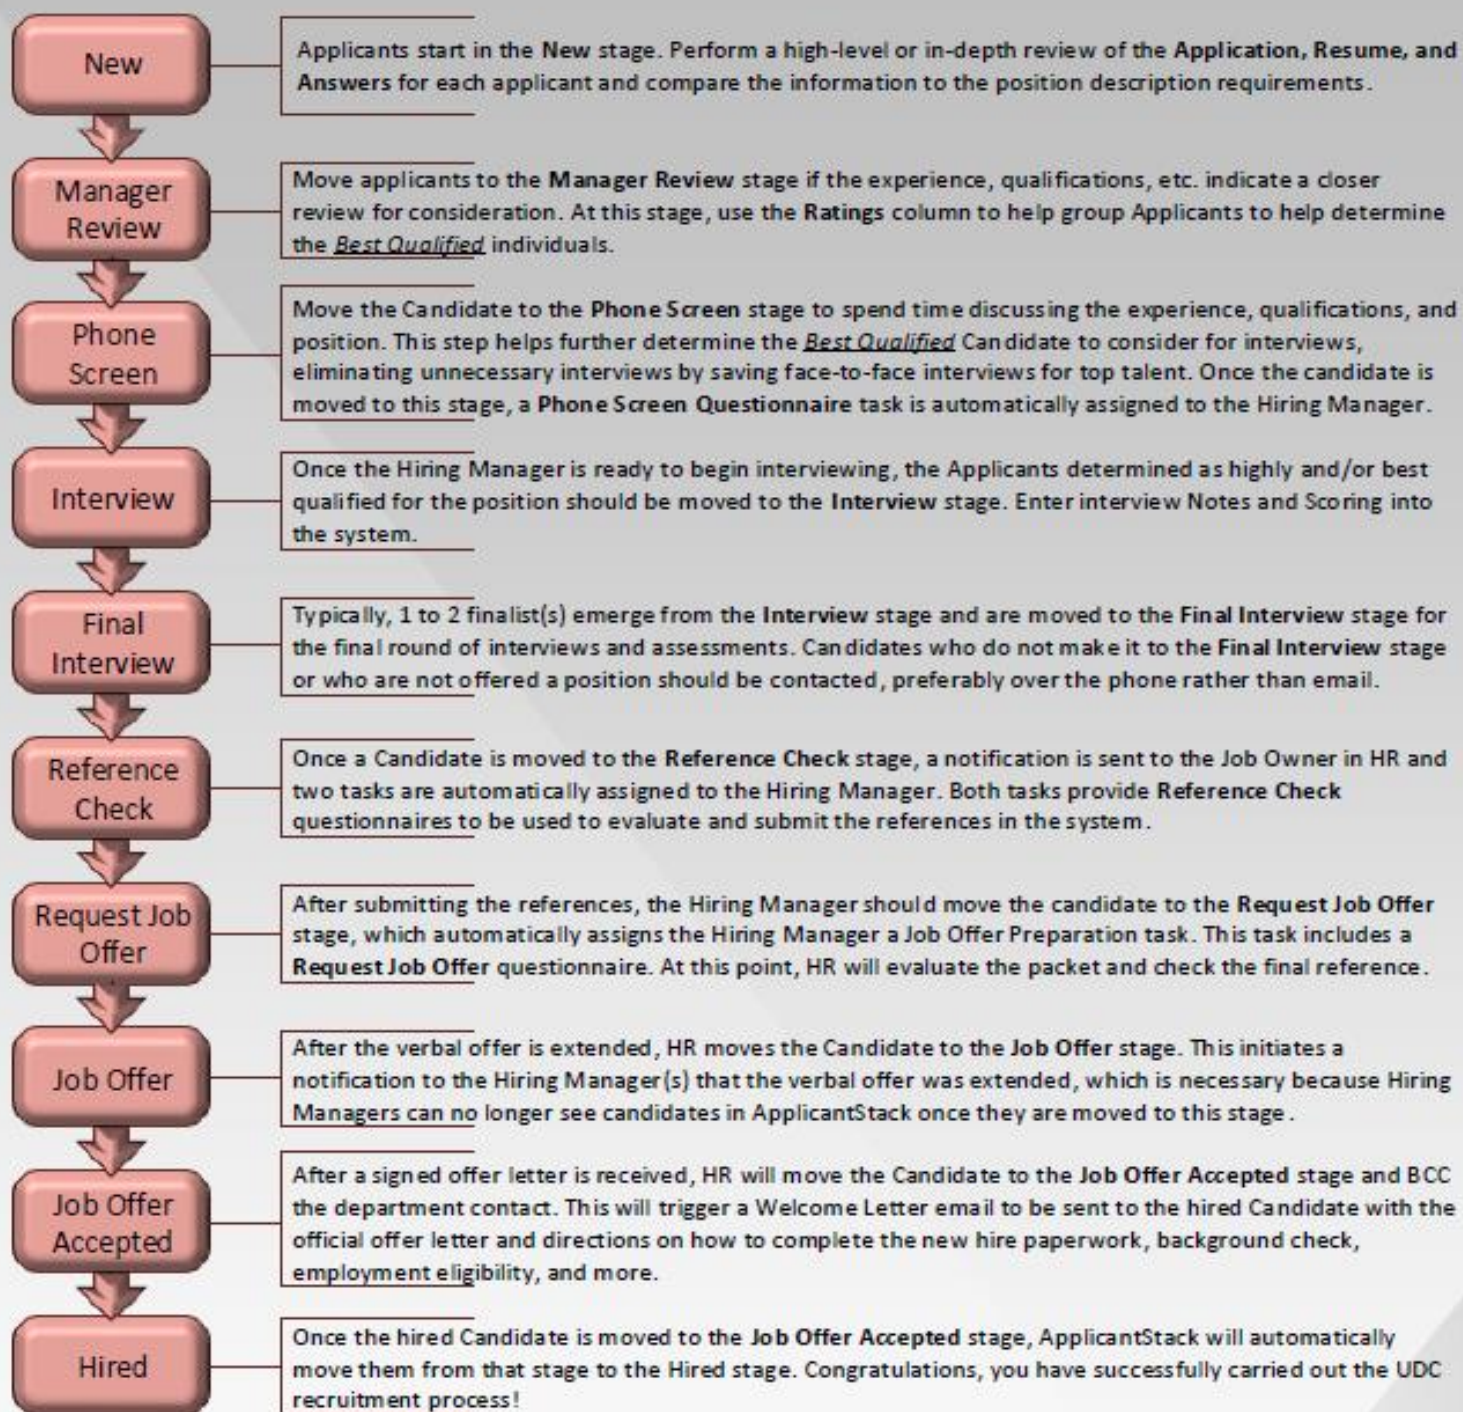 New
Applicants start in the New stage. Perform a high-level or in-depth review of the Application, Resume, and
Answers for each applicant and compare the information to the position description requirements.
Manager
Review
Move applicants to the Manager Review stage if the experience, qualifications, etc. indicate a closer
review for consideration. At this stage, use the Ratings column to help group Applicants to help determine
the Best Qualified individuals.
Phone
Screen
Move the Candidate to the Phone Screen stage to spend time discussing the experience, qualifications, and
position. This step helps further determine the Best Qualified Candidate to consider for interviews,
eliminating unnecessary interviews by saving face-to-face interviews for top talent. Once the candidate is
moved to this stage, a Phone Screen Questionnaire task is automatically assigned to the Hiring Manager.
Interview
Once the Hiring Manager is ready to begin interviewing, the Applicants determined as highly and/or best
qualified for the position should be moved to the Interview stage. Enter interview Notes and Scoring into
the system.
Final
Interview
Typically, 1 to 2 finalist(s) emerge from the Interview stage and are moved to the Final Interview stage for
the final round of interviews and assessments. Candidates who do not make it to the Final Interview stage
or who are not offered a position should be contacted, preferably over the phone rather than email.
Reference
Check
Once a Candidate is moved to the Reference Check stage, a notification is sent to the Job Owner in HR and
two tasks are automatically assigned to the Hiring Manager. Both tasks provide Reference Check
questionnaires to be used to evaluate and submit the references in the system.
Request Job
Offer
After submitting the references, the Hiring Manager should move the candidate to the Request Job Offer
stage, which automatically assigns the Hiring Manager a Job Offer Preparation task. This task includes a
Request Job Offer questionnaire. At this point, HR will evaluate the packet and check the final reference.
Job Offer
After the verbal offer is extended, HR moves the Candidate to the Job Offer stage. This initiates a
notification to the Hiring Manager(s) that the verbal offer was extended, which is necessary because Hiring
Managers can no longer see candidates in ApplicantStack once they are moved to this stage.
Job Offer
Accepted
After a signed offer letter is received, HR will move the Candidate to the Job Offer Accepted stage and BCC
the department contact. This will trigger a Welcome Letter email to be sent to the hired Candidate with the
official offer letter and directions on how to complete the new hire paperwork, background check,
employment eligibility, and more.
Hired
Once the hired Candidate is moved to the Job Offer Accepted stage, ApplicantStack will automatically
move them from that stage to the Hired stage. Congratulations, you have successfully carried out the UDC
recruitment process!